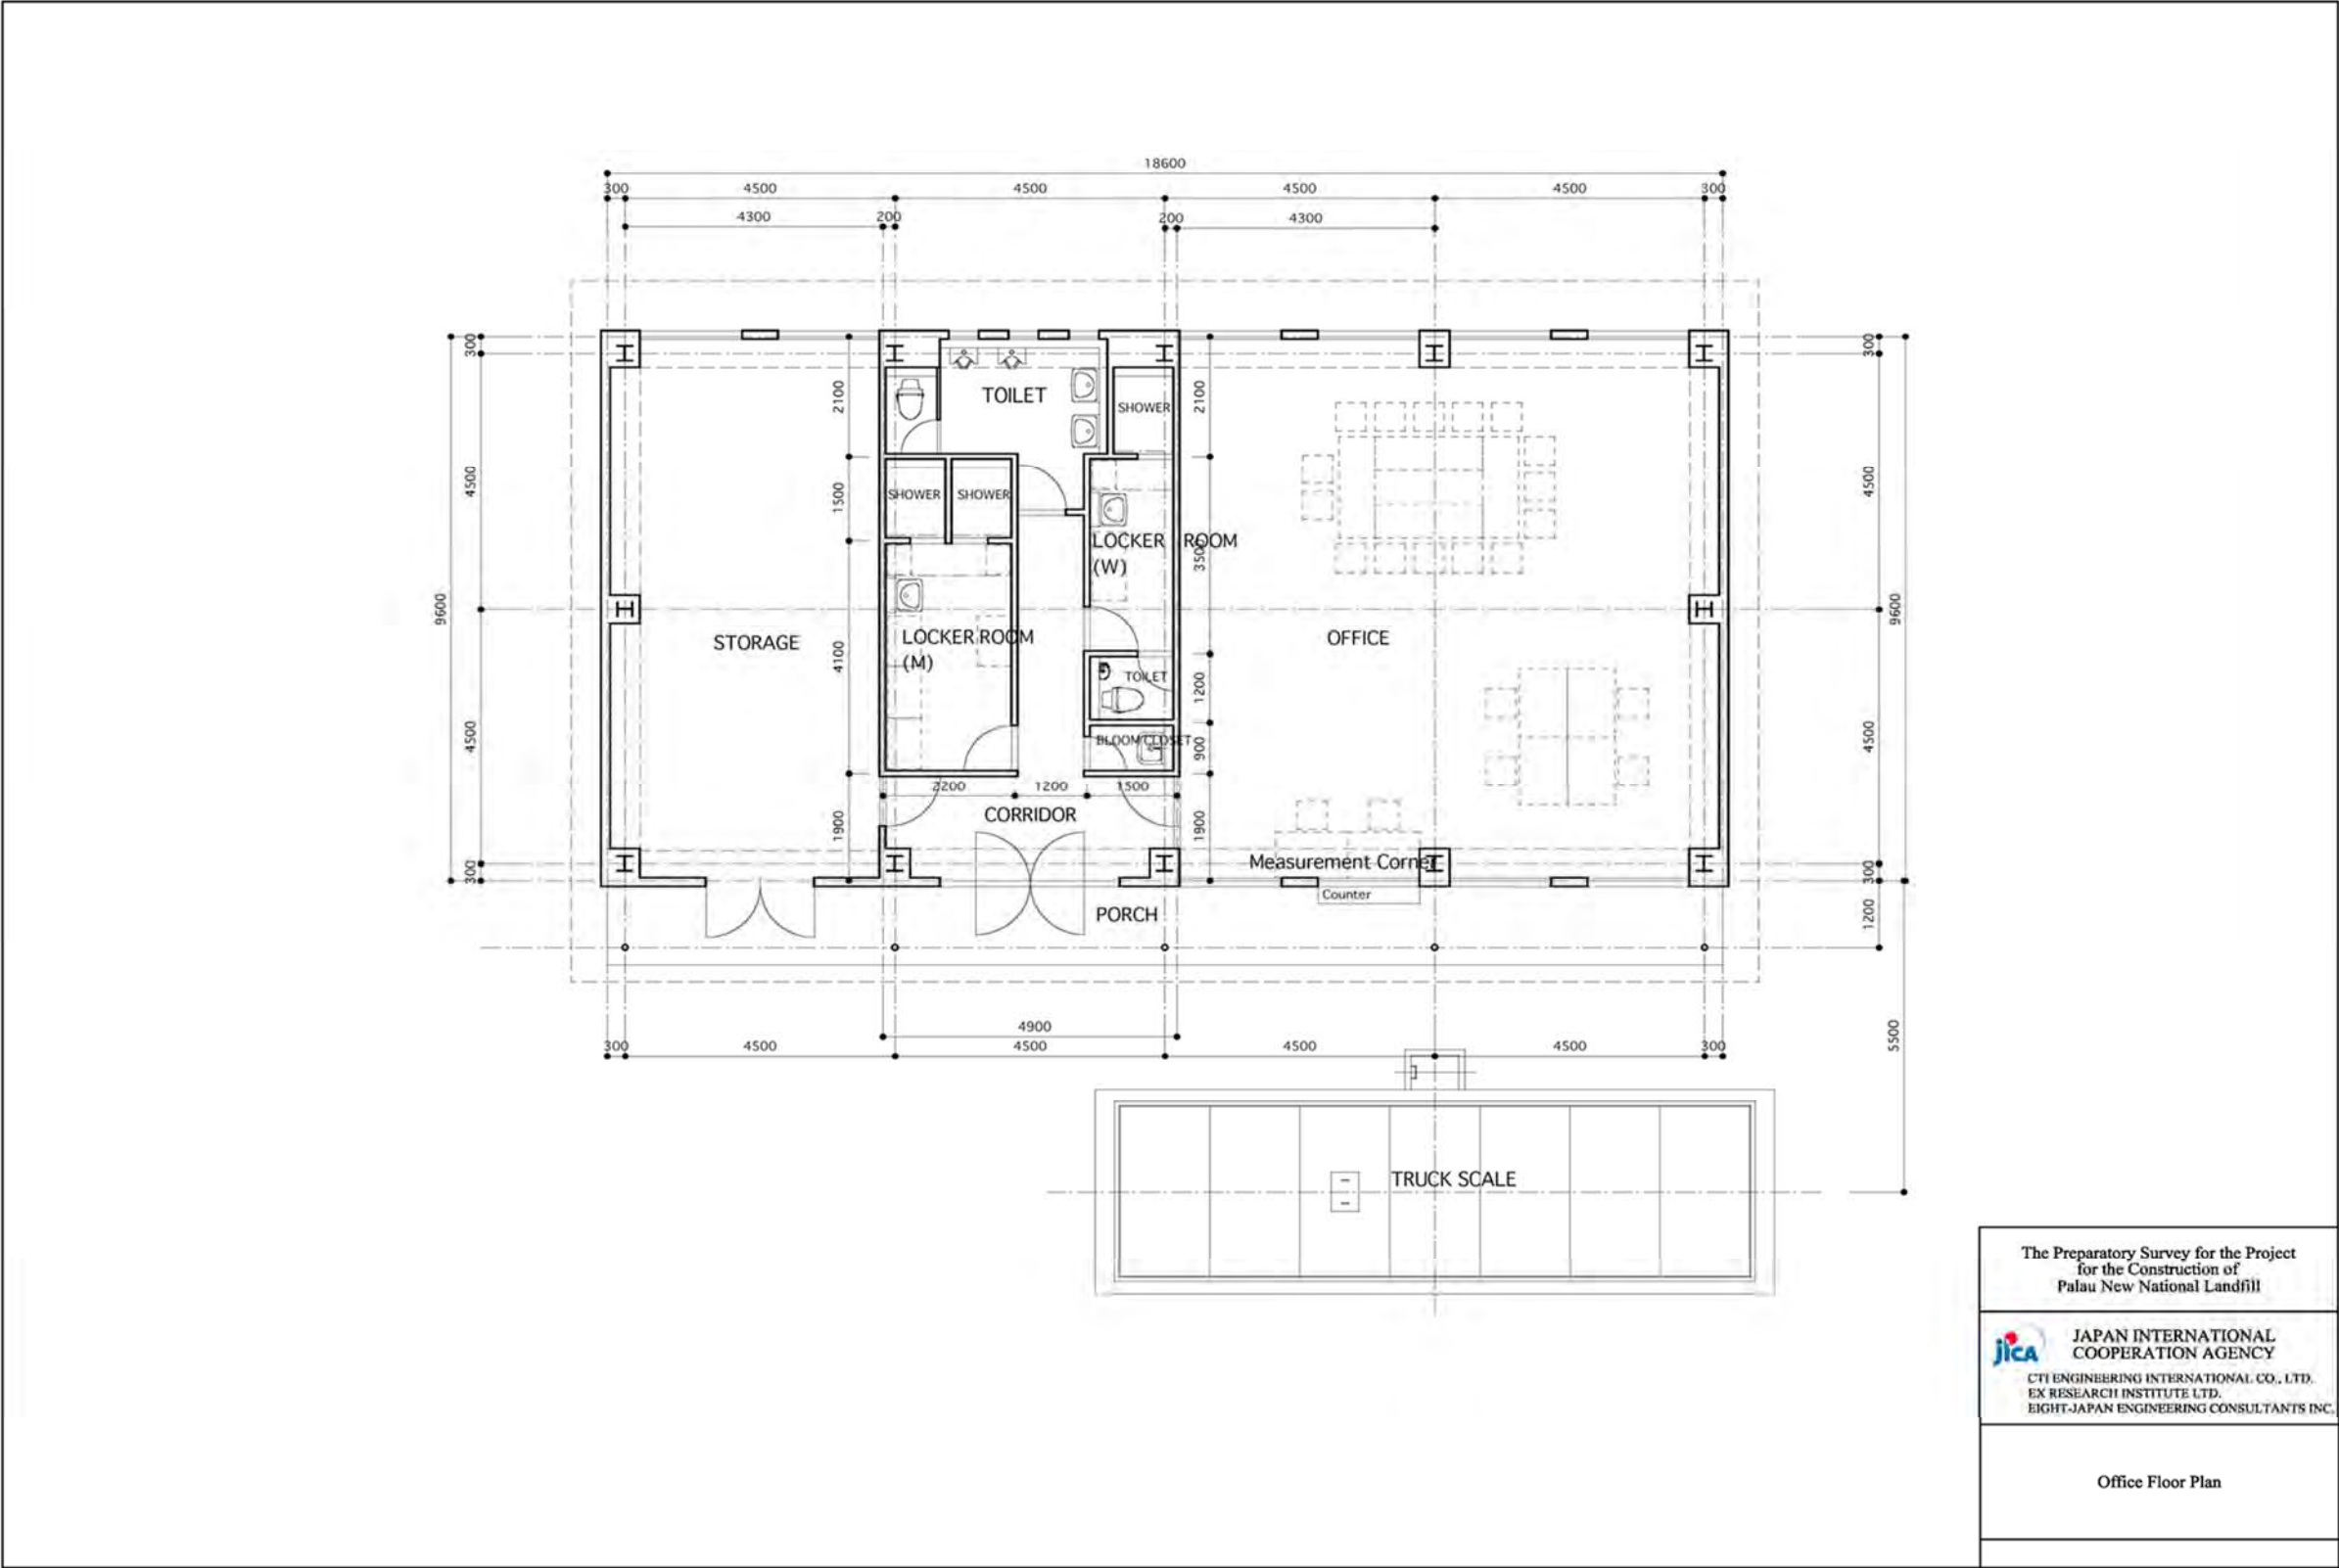 18600
300 4500 4500 4500 4500 300
4300 200 200 4300
300 4500 9600 4500 300
2100 1500 4100 1900
2100 3500 1200 900 1900
300 4500 9600 4500 300 1200 5500
TOILET
SHOWER
SHOWER SHOWER
LOCKER ROOM
(W)
STORAGE
LOCKER ROOM
(M)
OFFICE
TOILET
BLOOM CLOSET
2200 1200 1500
CORRIDOR
Measurement Corner
Counter
PORCH
4900
300 4500 4500 4500 4500 300
TRUCK SCALE
The Preparatory Survey for the Project
for the Construction of
Palau New National Landfill
jica
JAPAN INTERNATIONAL
COOPERATION AGENCY
CTI ENGINEERING INTERNATIONAL CO., LTD.
EX RESEARCH INSTITUTE LTD.
EIGHT-JAPAN ENGINEERING CONSULTANTS INC.
Office Floor Plan